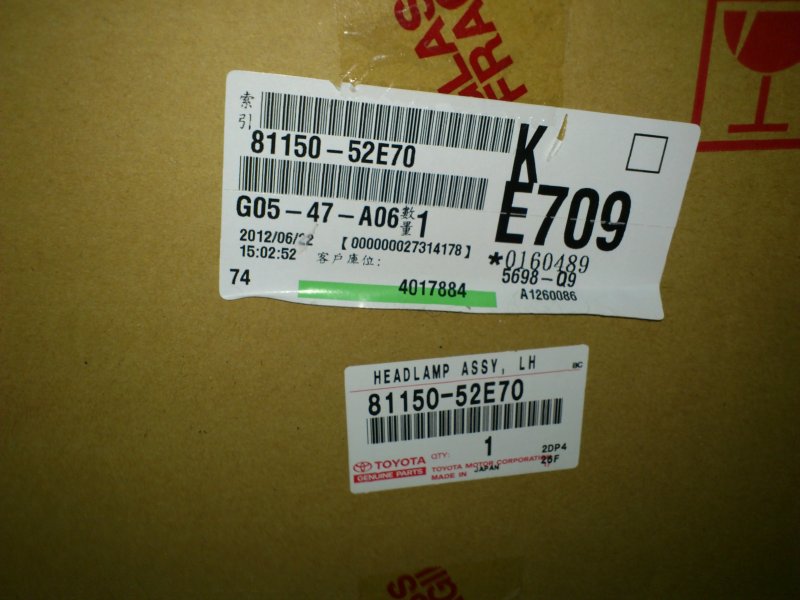 索引
81150-52E70
K
E709
G05-47-A06 數量 1
2012/06/22
15:02:52
【000000027314178】
客戶庫位:
*0160489
5698-09
A1260086
74
4017884
HEADLAMP ASSY, LH
BC
81150-52E70
QTY: 1
2DP4
25F
TOYOTA
GENUINE PARTS
TOYOTA MOTOR CORPORATION
MADE IN JAPAN